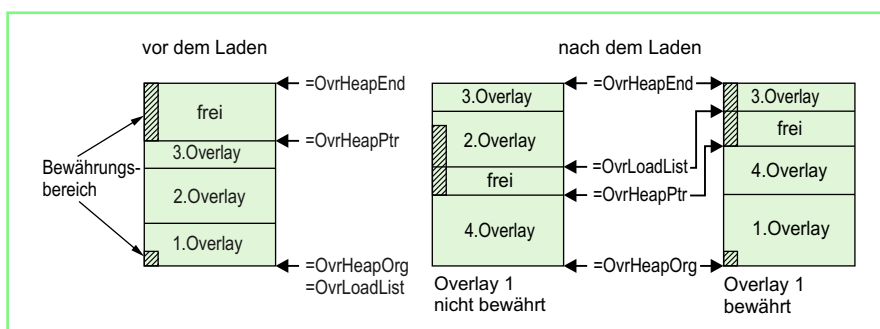 vor dem Laden
nach dem Laden
=OvrHeapEnd
frei
=OvrHeapPtr
3.Overlay
Bewährungs-
bereich
2.Overlay
1.Overlay
=OvrHeapOrg
=OvrLoadList
3.Overlay
=OvrHeapEnd
2.Overlay
=OvrLoadList
frei
=OvrHeapPtr
4.Overlay
=OvrHeapOrg
Overlay 1
nicht bewährt
3.Overlay
frei
4.Overlay
1.Overlay
Overlay 1
bewährt